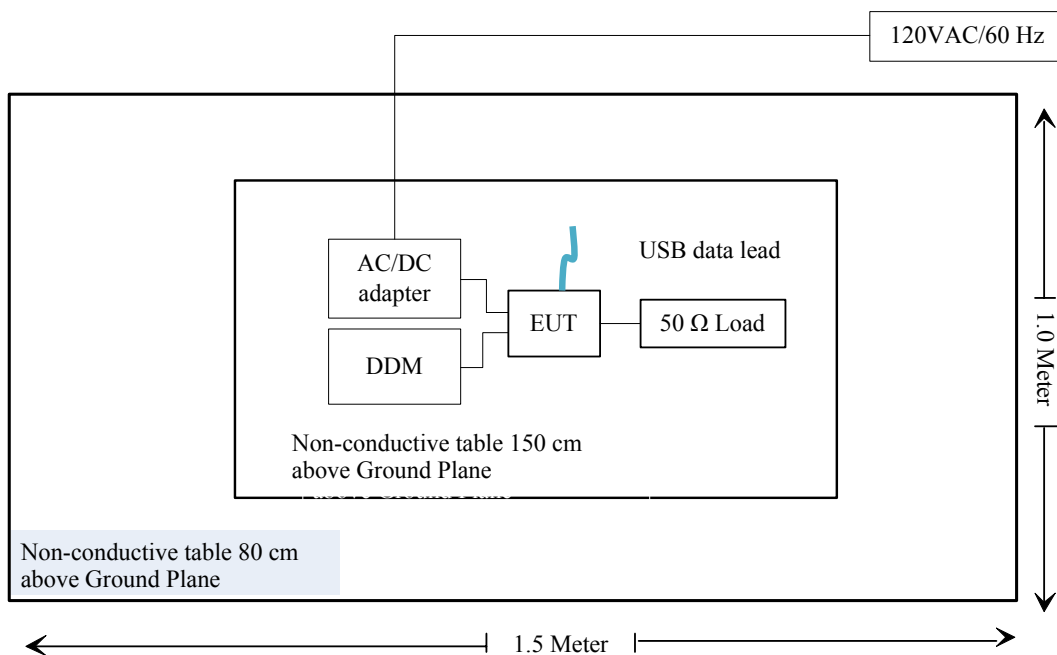 120VAC/60 Hz
AC/DC
adapter
USB data lead
EUT
50 Ω Load
DDM
1.0 Meter
Non-conductive table 150 cm
above Ground Plane
Non-conductive table 80 cm
above Ground Plane
1.5 Meter